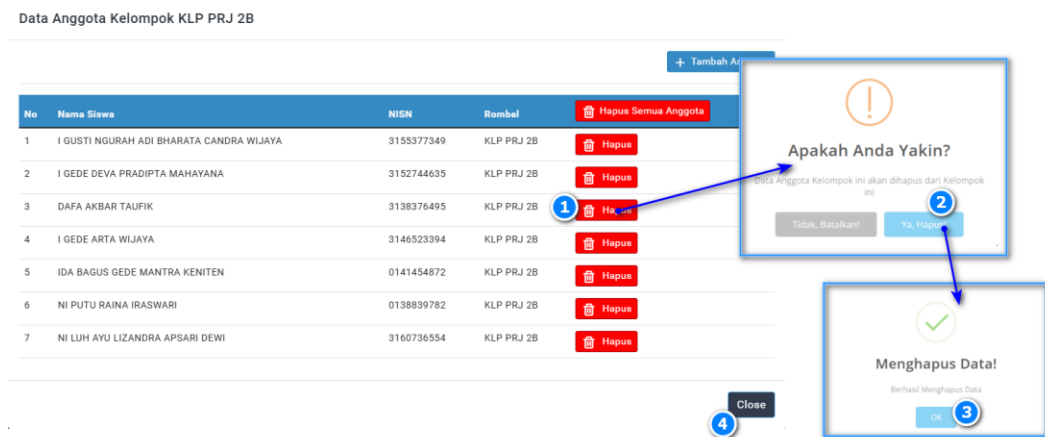 Data Anggota Kelompok KLP PRJ 2B
+ Tambah
No Nama Siswa NISN Rombel Hapus Semua Anggota
1 I GUSTI NGURAH ADI BHARATA CANDRA WIJAYA 3155377349 KLP PRJ 2B Hapus
2 I GEDE DEVA PRADIPTA MAHAYANA 3152744635 KLP PRJ 2B Hapus
3 DAFA AKBAR TAUFIK 3138376495 KLP PRJ 2B 1 Hapus
4 I GEDE ARTA WIJAYA 3146523394 KLP PRJ 2B Hapus
5 IDA BAGUS GEDE MANTRA KENITEN 0141454872 KLP PRJ 2B Hapus
6 NI PUTU RAINA IRASWARI 0138839782 KLP PRJ 2B Hapus
7 NI LUH AYU LIZANDRA APSARI DEWI 3160736554 KLP PRJ 2B Hapus
Close
4
Apakah Anda Yakin?
Data Anggota Kelompok ini akan dihapus dari Kelompok
ini
2
Tidak, Batalkan! Ya, Hapus
Menghapus Data!
Berhasil Menghapus Data
OK 3